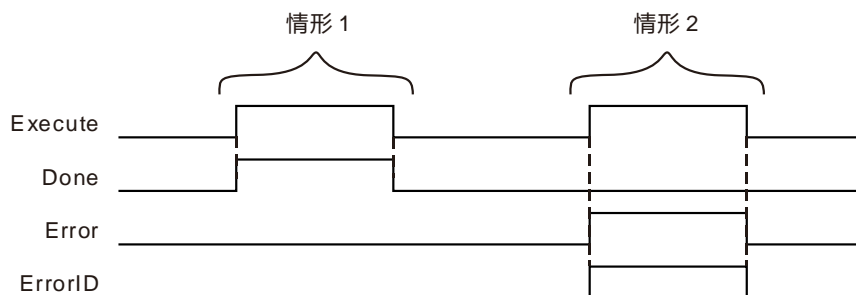 情形 1
情形 2
Execute
Done
Error
ErrorID